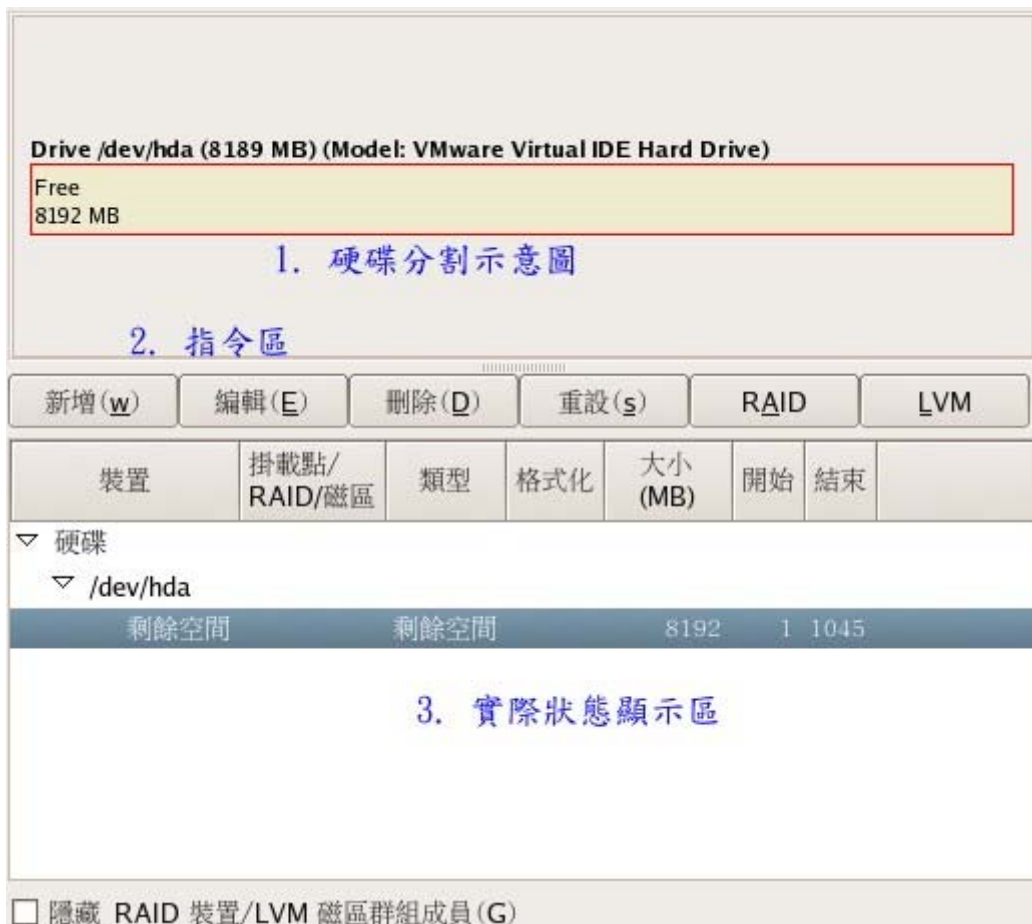 Drive /dev/hda (8189 MB) (Model: VMware Virtual IDE Hard Drive)
Free
8192 MB
1. 硬碟分割示意圖
2. 指令區
新增(w) 編輯(E) 刪除(D) 重設(s) RAID LVM
裝置 掛載點/RAID/磁區 類型 格式化 大小(MB) 開始 結束
硬碟
/dev/hda
剩餘空間 剩餘空間 8192 1 1045
3. 實際狀態顯示區
隱藏 RAID 裝置/LVM 磁區群組成員(G)